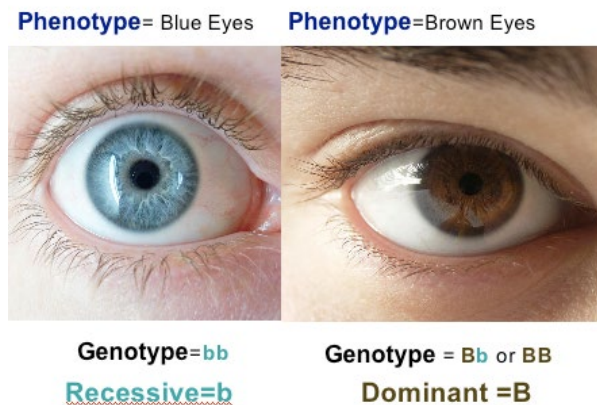 Phenotype= Blue Eyes
Phenotype=Brown Eyes
Genotype=bb
Genotype = Bb or BB
Recessive=b
Dominant =B